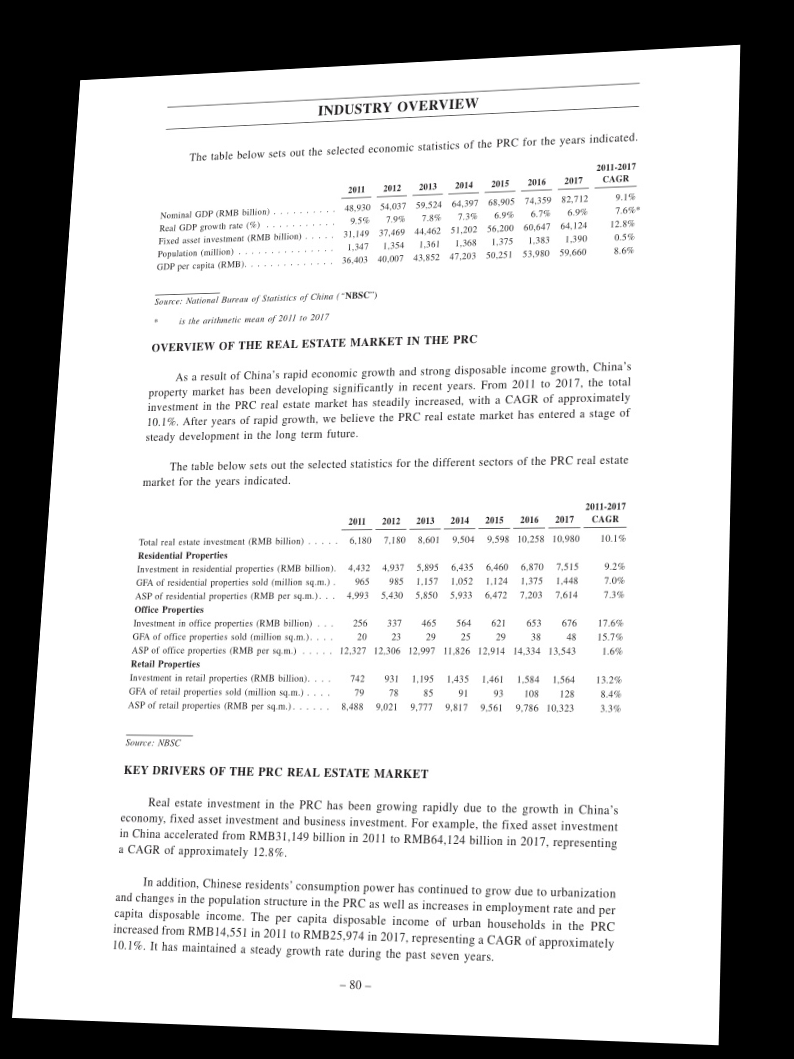 INDUSTRY OVERVIEW
The table below sets out the selected economic statistics of the PRC for the years indicated.
2011 2012 2013 2014 2015 2016 2017 2011-2017 CAGR
Nominal GDP (RMB billion) . . . . . . . . . . 48,930 54,037 59,524 64,397 68,905 74,359 82,712 9.1%
Real GDP growth rate (%) . . . . . . . . . . . 9.5% 7.9% 7.8% 7.3% 6.9% 6.7% 6.9% 7.6%*
Fixed asset investment (RMB billion) . . . . . 31,149 37,469 44,462 51,202 56,200 60,647 64,124 12.8%
Population (million) . . . . . . . . . . . . . . . 1,347 1,354 1,361 1,368 1,375 1,383 1,390 0.5%
GDP per capita (RMB). . . . . . . . . . . . . . 36,403 40,007 43,852 47,203 50,251 53,980 59,660 8.6%
Source: National Bureau of Statistics of China (“NBSC”)
* is the arithmetic mean of 2011 to 2017
OVERVIEW OF THE REAL ESTATE MARKET IN THE PRC
As a result of China’s rapid economic growth and strong disposable income growth, China’s
property market has been developing significantly in recent years. From 2011 to 2017, the total
investment in the PRC real estate market has steadily increased, with a CAGR of approximately
10.1%. After years of rapid growth, we believe the PRC real estate market has entered a stage of
steady development in the long term future.
The table below sets out the selected statistics for the different sectors of the PRC real estate
market for the years indicated.
2011 2012 2013 2014 2015 2016 2017 2011-2017 CAGR
Total real estate investment (RMB billion) . . . . . 6,180 7,180 8,601 9,504 9,598 10,258 10,980 10.1%
Residential Properties
Investment in residential properties (RMB billion). 4,432 4,937 5,895 6,435 6,460 6,870 7,515 9.2%
GFA of residential properties sold (million sq.m.) . 965 985 1,157 1,052 1,124 1,375 1,448 7.0%
ASP of residential properties (RMB per sq.m.). . . 4,993 5,430 5,850 5,933 6,472 7,203 7,614 7.3%
Office Properties
Investment in office properties (RMB billion) . . . 256 337 465 564 621 653 676 17.6%
GFA of office properties sold (million sq.m.). . . . 20 23 29 25 29 38 48 15.7%
ASP of office properties (RMB per sq.m.) . . . . . 12,327 12,306 12,997 11,826 12,914 14,334 13,543 1.6%
Retail Properties
Investment in retail properties (RMB billion). . . . 742 931 1,195 1,435 1,461 1,584 1,564 13.2%
GFA of retail properties sold (million sq.m.) . . . . 79 78 85 91 93 108 128 8.4%
ASP of retail properties (RMB per sq.m.). . . . . . 8,488 9,021 9,777 9,817 9,561 9,786 10,323 3.3%
Source: NBSC
KEY DRIVERS OF THE PRC REAL ESTATE MARKET
Real estate investment in the PRC has been growing rapidly due to the growth in China’s
economy, fixed asset investment and business investment. For example, the fixed asset investment
in China accelerated from RMB31,149 billion in 2011 to RMB64,124 billion in 2017, representing
a CAGR of approximately 12.8%.
In addition, Chinese residents’ consumption power has continued to grow due to urbanization
and changes in the population structure in the PRC as well as increases in employment rate and per
capita disposable income. The per capita disposable income of urban households in the PRC
increased from RMB14,551 in 2011 to RMB25,974 in 2017, representing a CAGR of approximately
10.1%. It has maintained a steady growth rate during the past seven years.
– 80 –